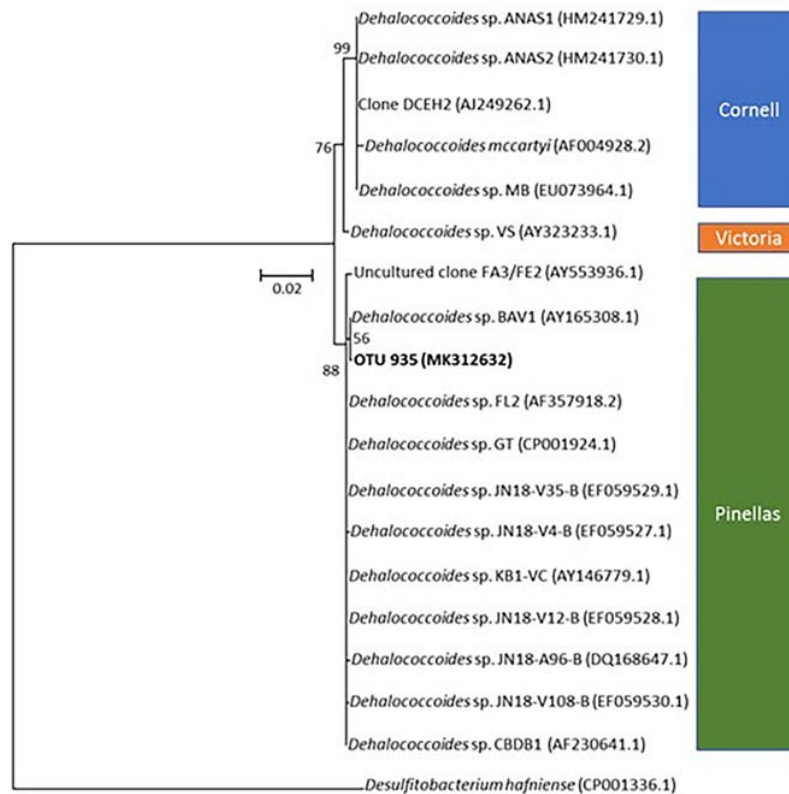 Dehalococcoides sp. ANAS1 (HM241729.1)
99
Dehalococcoides sp. ANAS2 (HM241730.1)
Clone DCEH2 (AJ249262.1)
Cornell
76
Dehalococcoides mccartyi (AF004928.2)
Dehalococcoides sp. MB (EU073964.1)
Dehalococcoides sp. VS (AY323233.1)
Victoria
Uncultured clone FA3/FE2 (AY553936.1)
0.02
Dehalococcoides sp. BAV1 (AY165308.1)
56
OTU 935 (MK312632)
88
Dehalococcoides sp. FL2 (AF357918.2)
Dehalococcoides sp. GT (CP001924.1)
Dehalococcoides sp. JN18-V35-B (EF059529.1)
Pinellas
Dehalococcoides sp. JN18-V4-B (EF059527.1)
Dehalococcoides sp. KB1-VC (AY146779.1)
Dehalococcoides sp. JN18-V12-B (EF059528.1)
Dehalococcoides sp. JN18-A96-B (DQ168647.1)
Dehalococcoides sp. JN18-V108-B (EF059530.1)
Dehalococcoides sp. CBDB1 (AF230641.1)
Desulfitobacterium hafniense (CP001336.1)